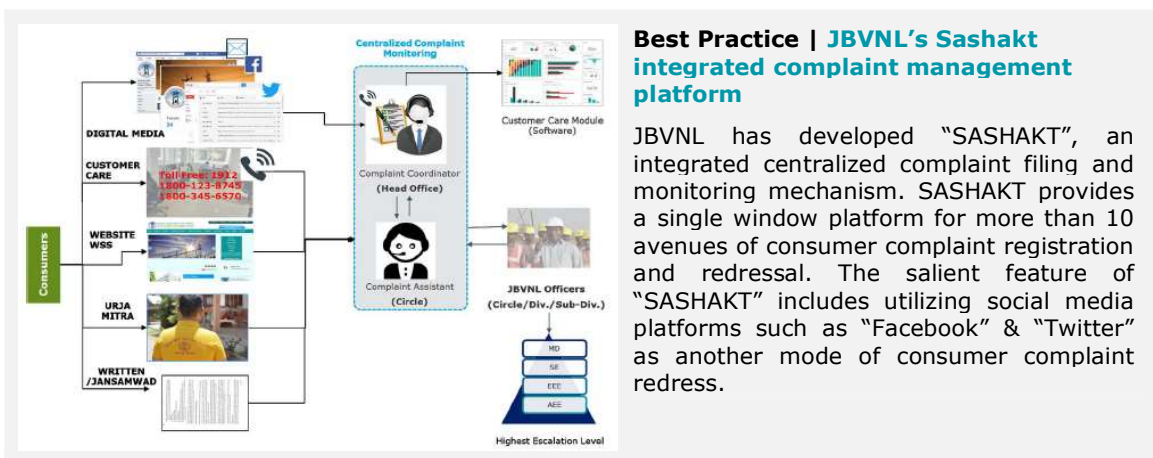 Centralized Complaint
Monitoring
DIGITAL MEDIA
CUSTOMER
CARE
Toll Free: 1912
1800-123-8745
1800-345-6570
WEBSITE
WSS
URJA
MITRA
WRITTEN
/JANSAMWAD
Consumers
Complaint Coordinator
(Head Office)
Complaint Assistant
(Circle)
Customer Care Module
(Software)
JBVNL Officers
(Circle/Div./Sub-Div.)
MD
SE
EEE
AEE
Highest Escalation Level
Best Practice | JBVNL’s Sashakt
integrated complaint management
platform
JBVNL has developed “SASHAKT”, an
integrated centralized complaint filing and
monitoring mechanism. SASHAKT provides
a single window platform for more than 10
avenues of consumer complaint registration
and redressal. The salient feature of
“SASHAKT” includes utilizing social media
platforms such as “Facebook” & “Twitter”
as another mode of consumer complaint
redress.